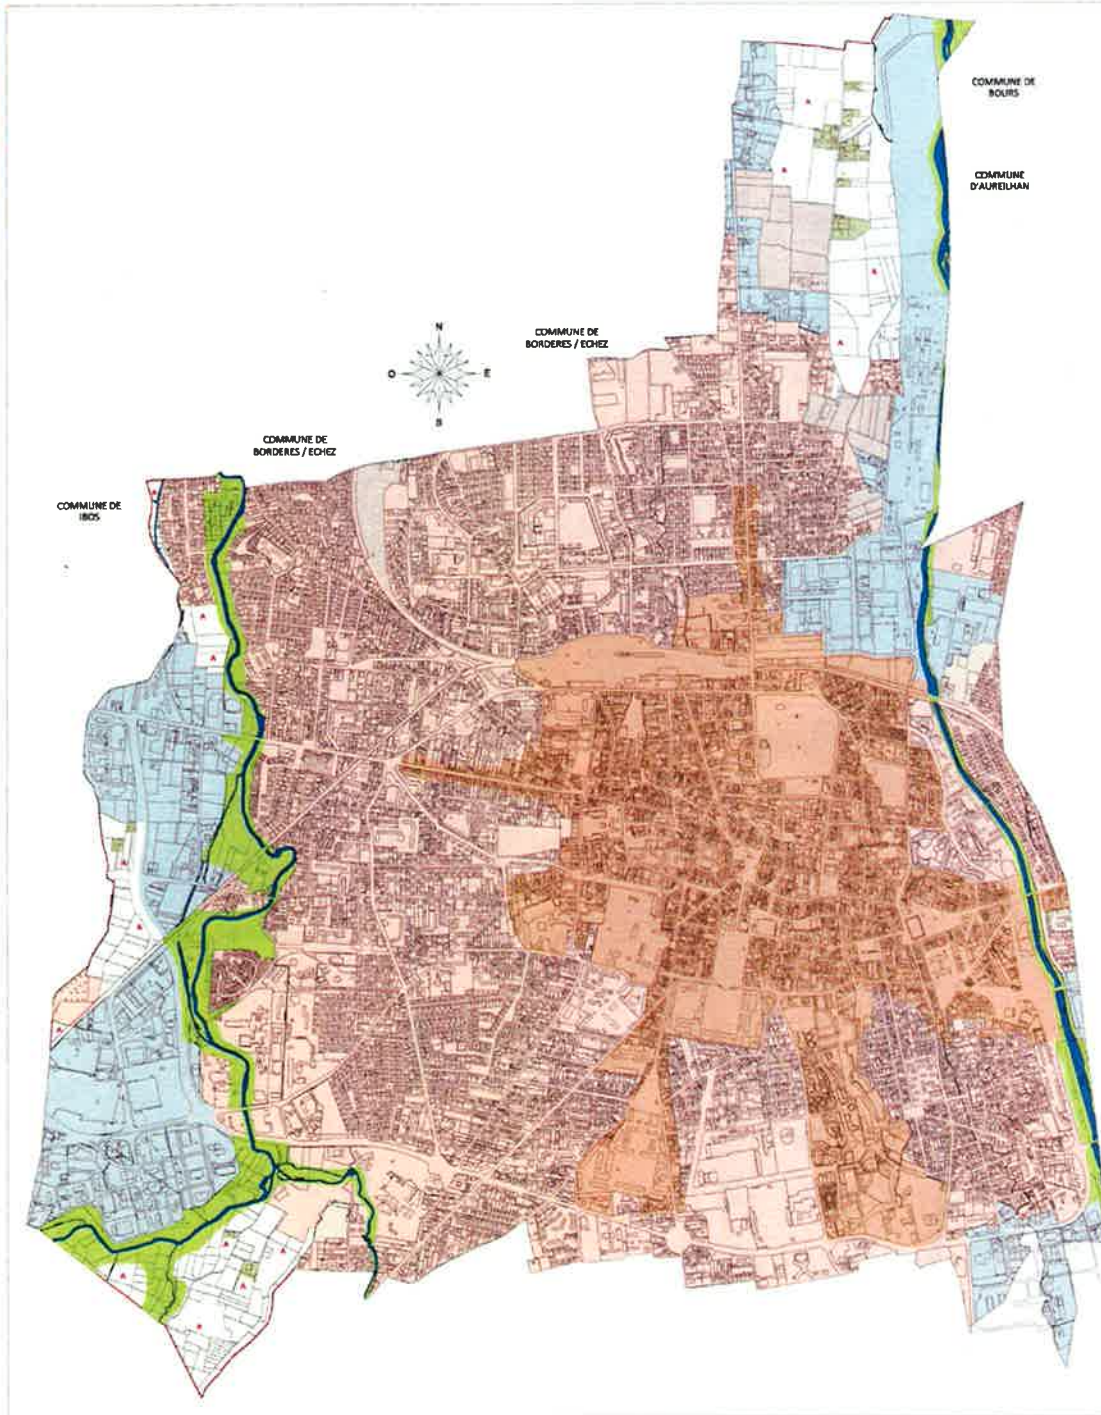 COMMUNE DE
BOURS
COMMUNE
D'AUREILHAN
A
A
A
A
N
O
E
S
COMMUNE DE
BORDERES / ECHEZ
COMMUNE DE
BORDERES / ECHEZ
COMMUNE DE
IBOS
A
A
A
A
A
A
A
A
A
A